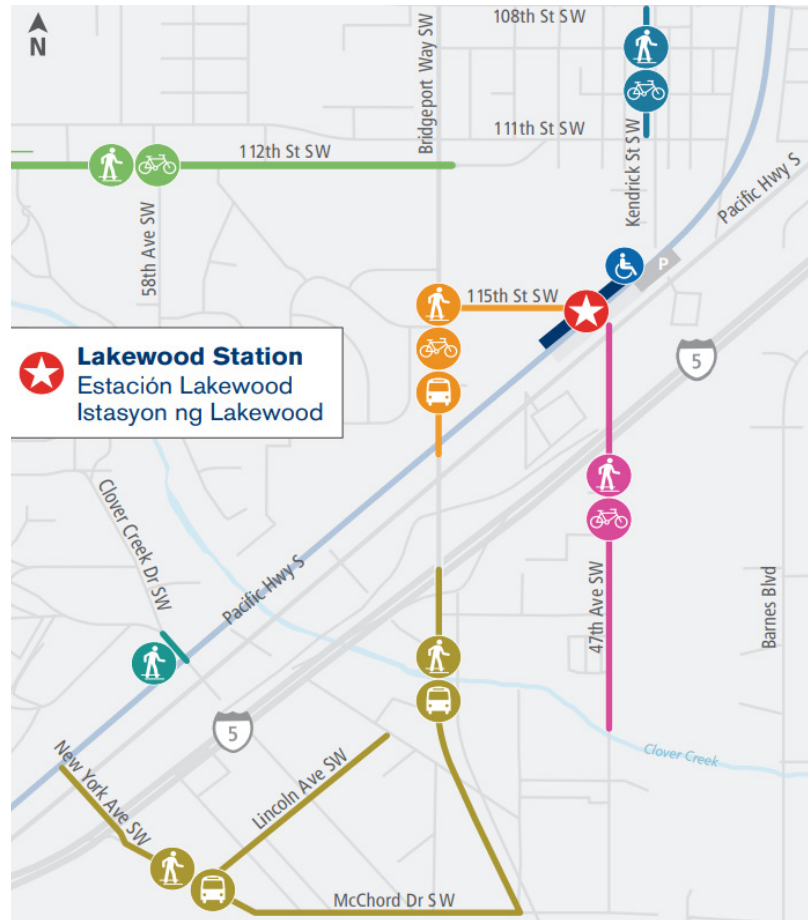 N
108th St SW
Bridgeport Way SW
111th St SW
Kendrick St SW
112th St SW
Pacific Hwy S
58th Ave SW
P
115th St SW
5
Lakewood Station
Estación Lakewood
Istasyon ng Lakewood
Clover Creek Dr SW
Pacific Hwy S
47th Ave SW
Barnes Blvd
5
New York Ave SW
Lincoln Ave SW
Clover Creek
McChord Dr SW